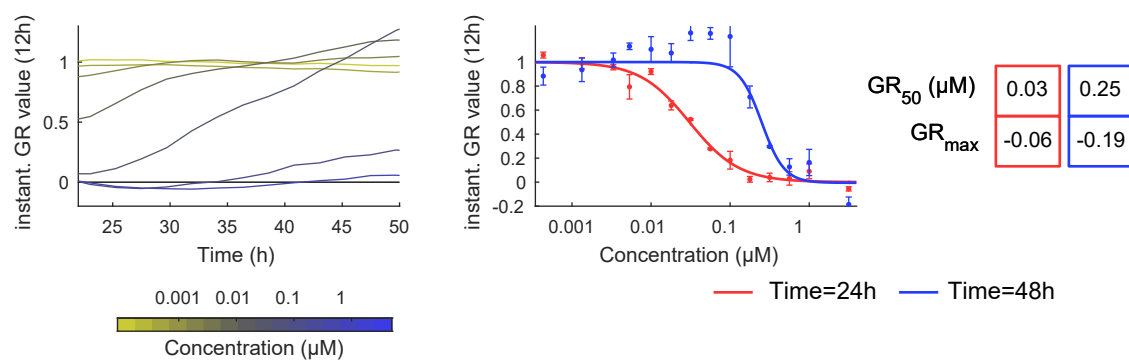 instant. GR value (12h)
1
0.5
0
25 30 35 40 45 50
Time (h)
0.001 0.01 0.1 1
Concentration (µM)
instant. GR value (12h)
1
0.8
0.6
0.4
0.2
0
-0.2
0.001 0.01 0.1 1
Concentration (µM)
Time=24h Time=48h
GR50 (µM) 0.03 0.25
GRmax -0.06 -0.19